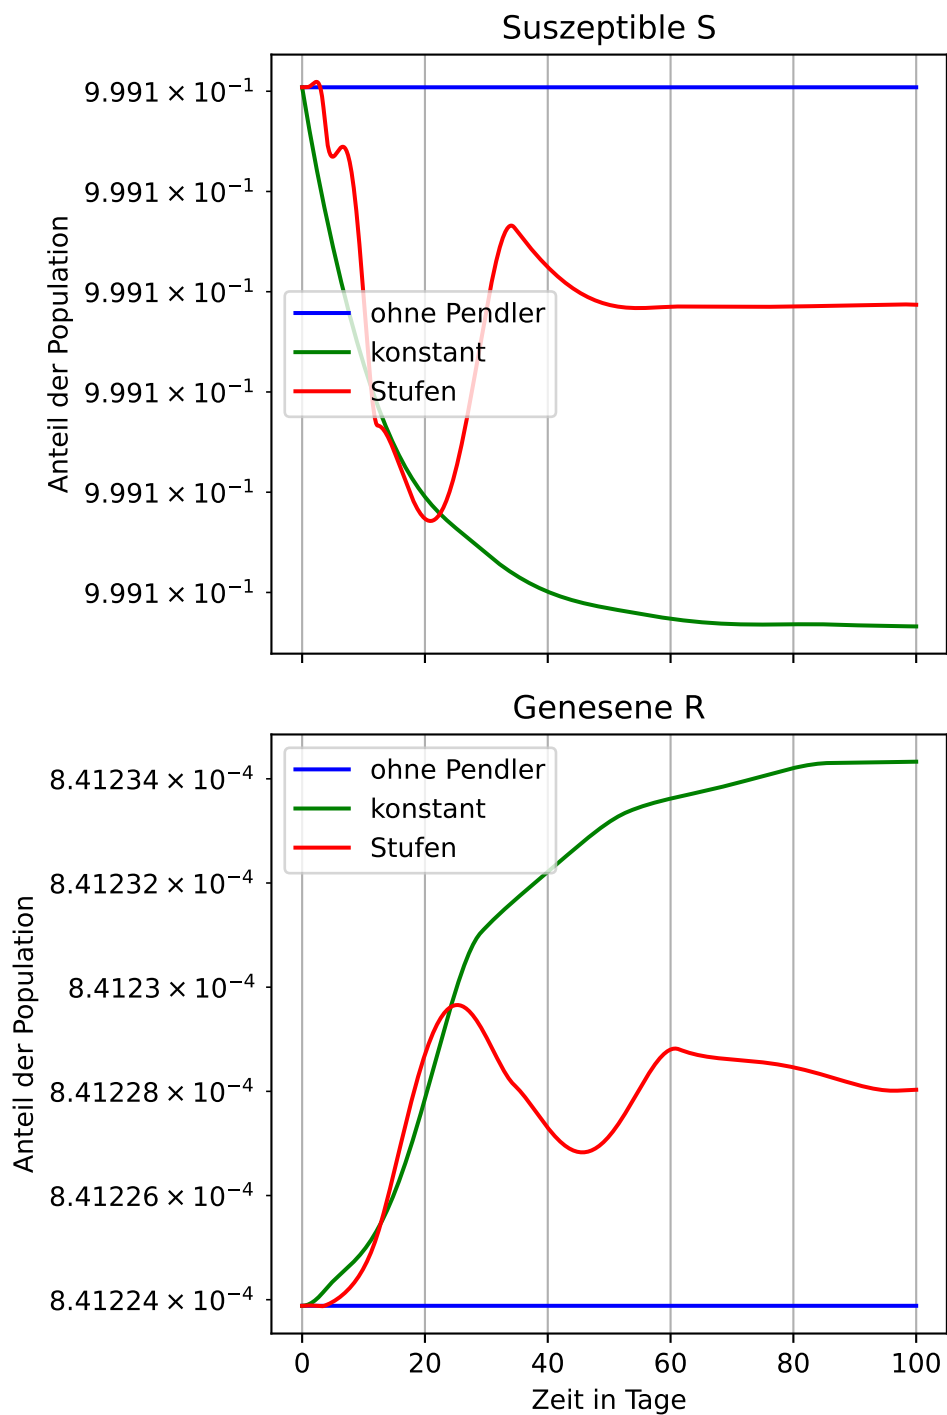 Suszeptible S
9.991 × 10⁻¹
9.991 × 10⁻¹
9.991 × 10⁻¹
9.991 × 10⁻¹
9.991 × 10⁻¹
9.991 × 10⁻¹
Anteil der Population
ohne Pendler
konstant
Stufen
Genesene R
8.41234 × 10⁻⁴
8.41232 × 10⁻⁴
8.4123 × 10⁻⁴
8.41228 × 10⁻⁴
8.41226 × 10⁻⁴
8.41224 × 10⁻⁴
Anteil der Population
ohne Pendler
konstant
Stufen
0 20 40 60 80 100
Zeit in Tage